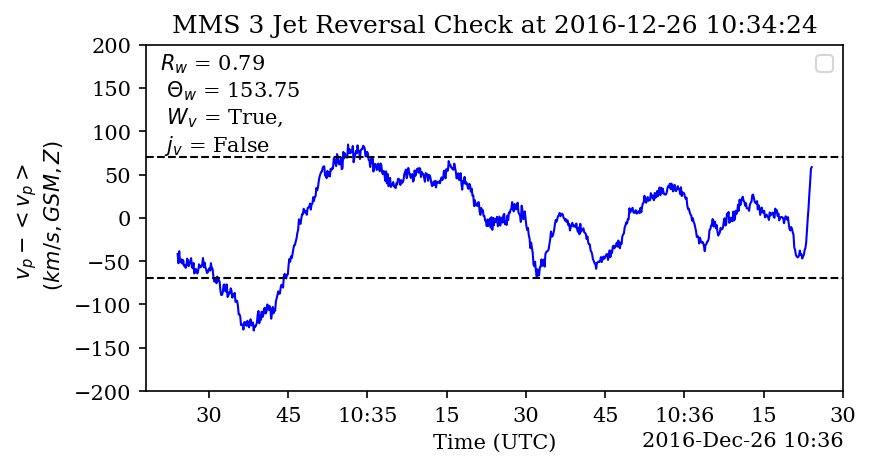 MMS 3 Jet Reversal Check at 2016-12-26 10:34:24
R_w = 0.79
Θ_w = 153.75
W_v = True,
j_v = False
v_p − < v_p >
(km/s, GSM, Z)
200
150
100
50
0
−50
−100
−150
−200
30 45 10:35 15 30 45 10:36 15 30
Time (UTC)
2016-Dec-26 10:36